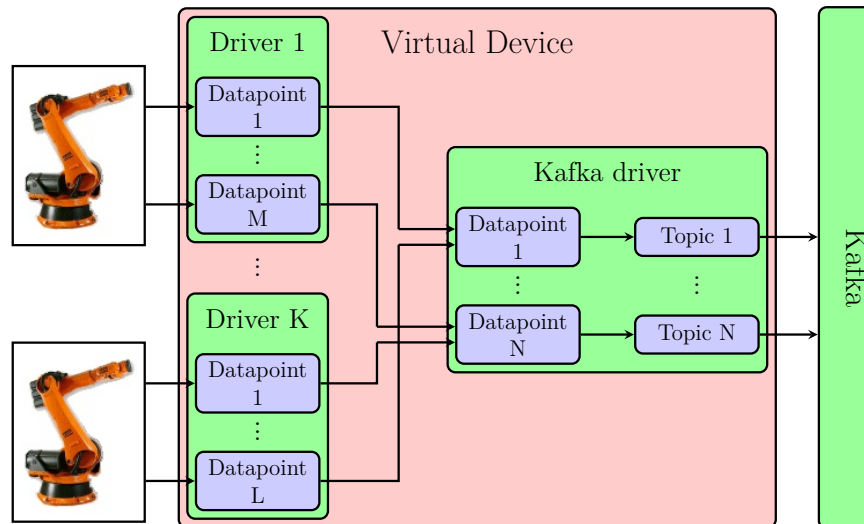 Virtual Device
Driver 1
Datapoint
1
⋮
Datapoint
M
⋮
Driver K
Datapoint
1
⋮
Datapoint
L
Kafka driver
Datapoint
1
⋮
Datapoint
N
Topic 1
⋮
Topic N
Kafka